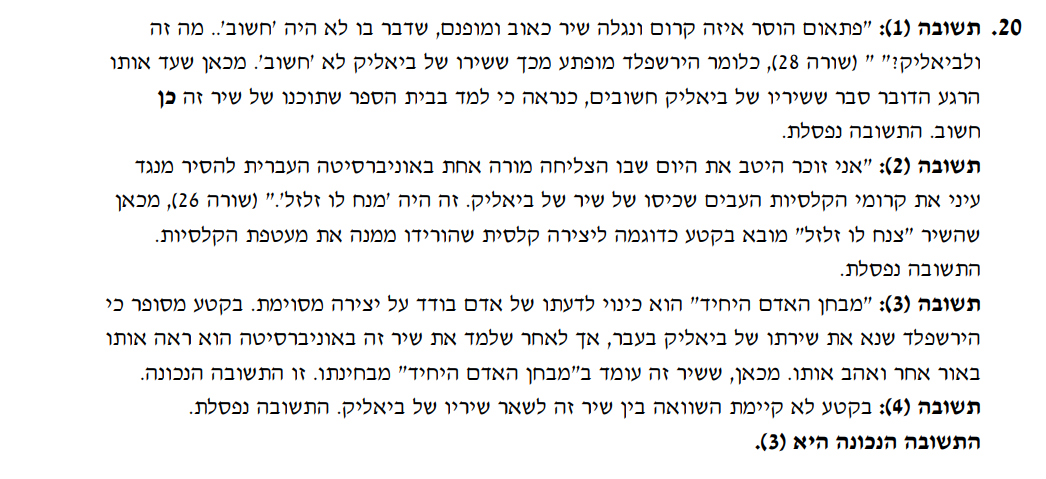 20. תשובה (1): "פתאום הוסר איזה קרום ונגלה שיר כאוב ומופנם, שדבר בו לא היה 'חשוב'.. מה זה
ולביאליק?" " (שורה 28), כלומר הירשפלד מופתע מכך ששירו של ביאליק לא 'חשוב'. מכאן שעד אותו
הרגע הדובר סבר ששיריו של ביאליק חשובים, כנראה כי למד בבית הספר שתוכנו של שיר זה כן
חשוב. התשובה נפסלת.
תשובה (2): "אני זוכר היטב את היום שבו הצליחה מורה אחת באוניברסיטה העברית להסיר מנגד
עיני את קרומי הקלסיות העבים שכיסו של שיר של ביאליק. זה היה 'מנח לו זלזל'." (שורה 26), מכאן
שהשיר "צנח לו זלזל" מובא בקטע כדוגמה ליצירה קלסית שהורידו ממנה את מעטפת הקלסיות.
התשובה נפסלת.
תשובה (3): "מבחן האדם היחיד" הוא כינוי לדעתו של אדם בודד על יצירה מסוימת. בקטע מסופר כי
הירשפלד שנא את שירתו של ביאליק בעבר, אך לאחר שלמד את שיר זה באוניברסיטה הוא ראה אותו
באור אחר ואהב אותו. מכאן, ששיר זה עומד ב"מבחן האדם היחיד" מבחינתו. זו התשובה הנכונה.
תשובה (4): בקטע לא קיימת השוואה בין שיר זה לשאר שיריו של ביאליק. התשובה נפסלת.
התשובה הנכונה היא (3).